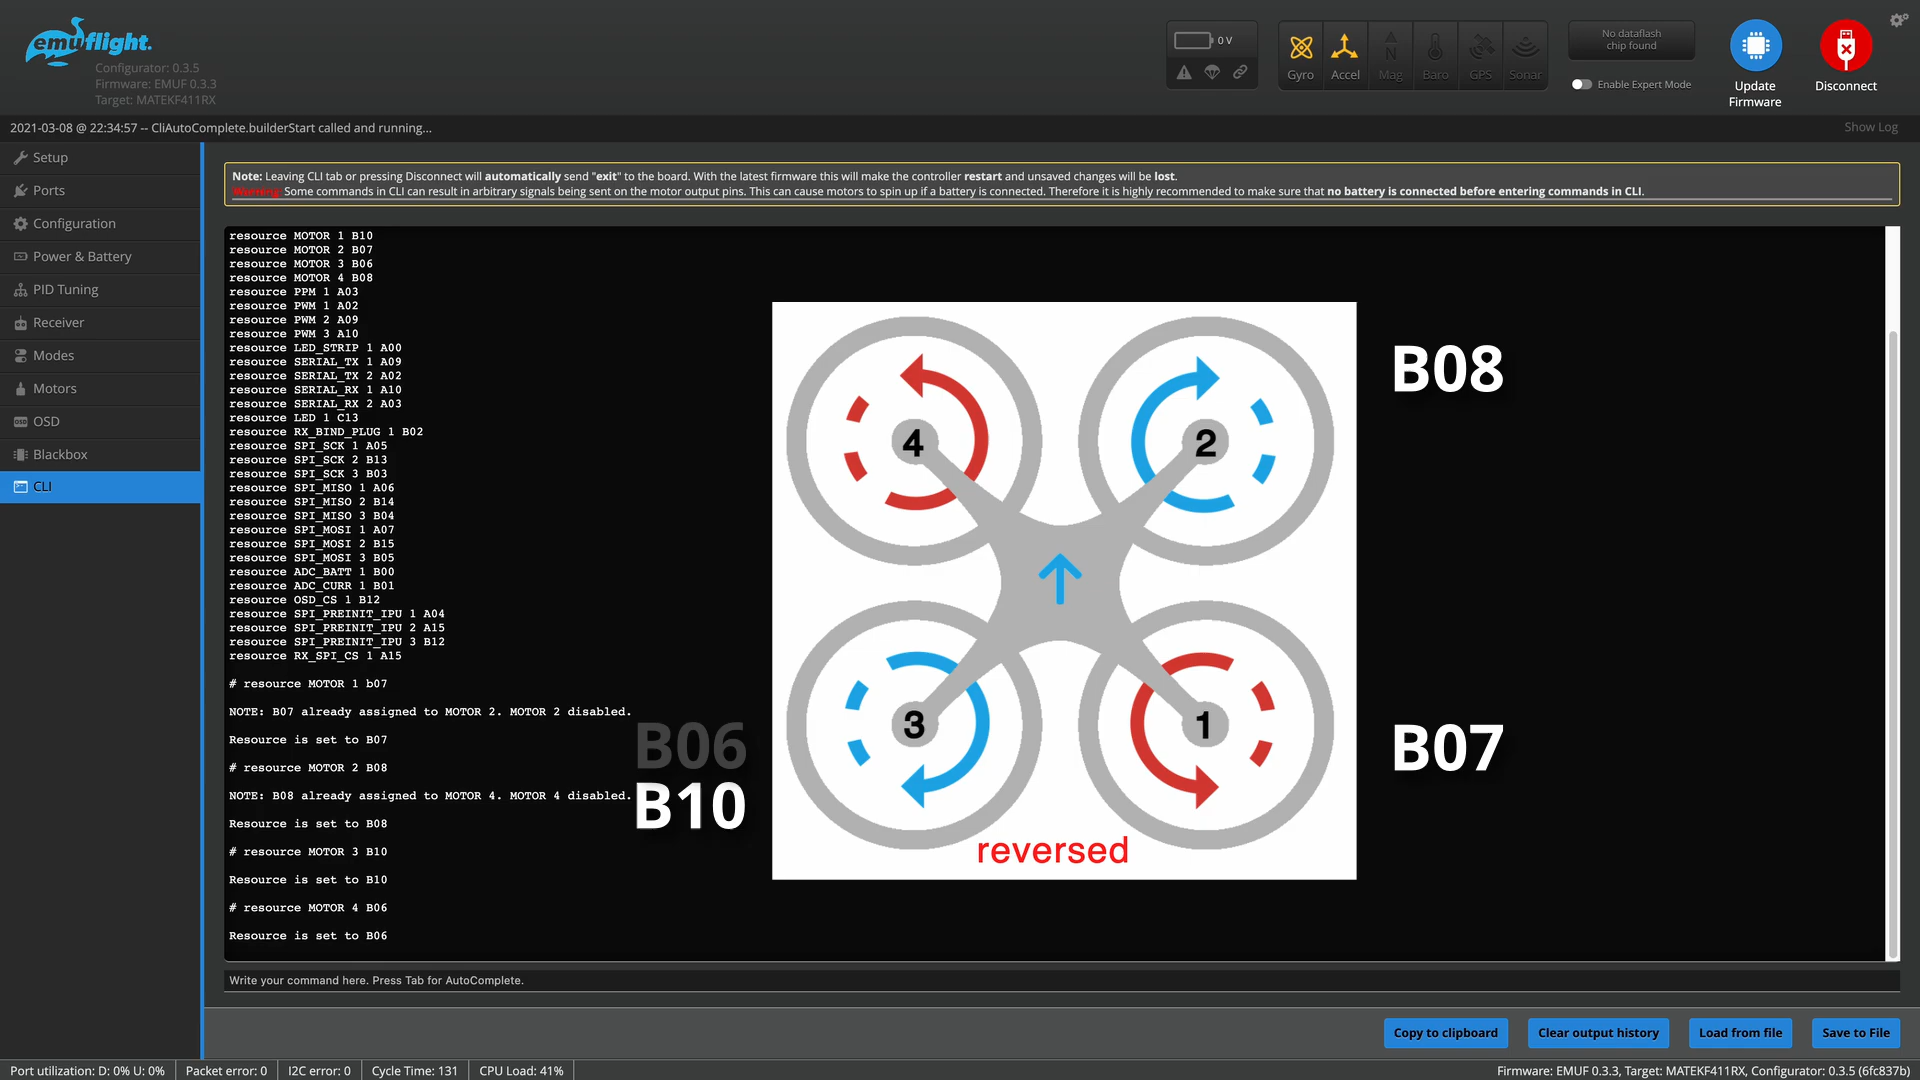 emuflight.
Configurator: 0.3.5
Firmware: EMUF 0.3.3
Target: MATEKF411RX
0 V
Gyro
Accel
Mag
Baro
GPS
Sonar
No dataflash
chip found
Enable Expert Mode
Update
Firmware
Disconnect
2021-03-08 @ 22:34:57 -- CliAutoComplete.builderStart called and running...
Show Log
Setup
Ports
Configuration
Power & Battery
PID Tuning
Receiver
Modes
Motors
OSD
Blackbox
CLI
Note: Leaving CLI tab or pressing Disconnect will automatically send "exit" to the board. With the latest firmware this will make the controller restart and unsaved changes will be lost.
Warning: Some commands in CLI can result in arbitrary signals being sent on the motor output pins. This can cause motors to spin up if a battery is connected. Therefore it is highly recommended to make sure that no battery is connected before entering commands in CLI.
resource MOTOR 1 B10
resource MOTOR 2 B07
resource MOTOR 3 B06
resource MOTOR 4 B08
resource PPM 1 A03
resource PWM 1 A02
resource PWM 2 A09
resource PWM 3 A10
resource LED_STRIP 1 A00
resource SERIAL_TX 1 A09
resource SERIAL_TX 2 A02
resource SERIAL_RX 1 A10
resource SERIAL_RX 2 A03
resource LED 1 C13
resource RX_BIND_PLUG 1 B02
resource SPI_SCK 1 A05
resource SPI_SCK 2 B13
resource SPI_SCK 3 B03
resource SPI_MISO 1 A06
resource SPI_MISO 2 B14
resource SPI_MISO 3 B04
resource SPI_MOSI 1 A07
resource SPI_MOSI 2 B15
resource SPI_MOSI 3 B05
resource ADC_BATT 1 B00
resource ADC_CURR 1 B01
resource OSD_CS 1 B12
resource SPI_PREINIT_IPU 1 A04
resource SPI_PREINIT_IPU 2 A15
resource SPI_PREINIT_IPU 3 B12
resource RX_SPI_CS 1 A15
# resource MOTOR 1 b07
NOTE: B07 already assigned to MOTOR 2. MOTOR 2 disabled.
Resource is set to B07
# resource MOTOR 2 B08
NOTE: B08 already assigned to MOTOR 4. MOTOR 4 disabled.
Resource is set to B08
# resource MOTOR 3 B10
Resource is set to B10
# resource MOTOR 4 B06
Resource is set to B06
4
2
B08
3
1
B06
B10
B07
reversed
Write your command here. Press Tab for AutoComplete.
Copy to clipboard
Clear output history
Load from file
Save to File
Port utilization: D: 0% U: 0%
Packet error: 0
I2C error: 0
Cycle Time: 131
CPU Load: 41%
Firmware: EMUF 0.3.3, Target: MATEKF411RX, Configurator: 0.3.5 (6fc837b)